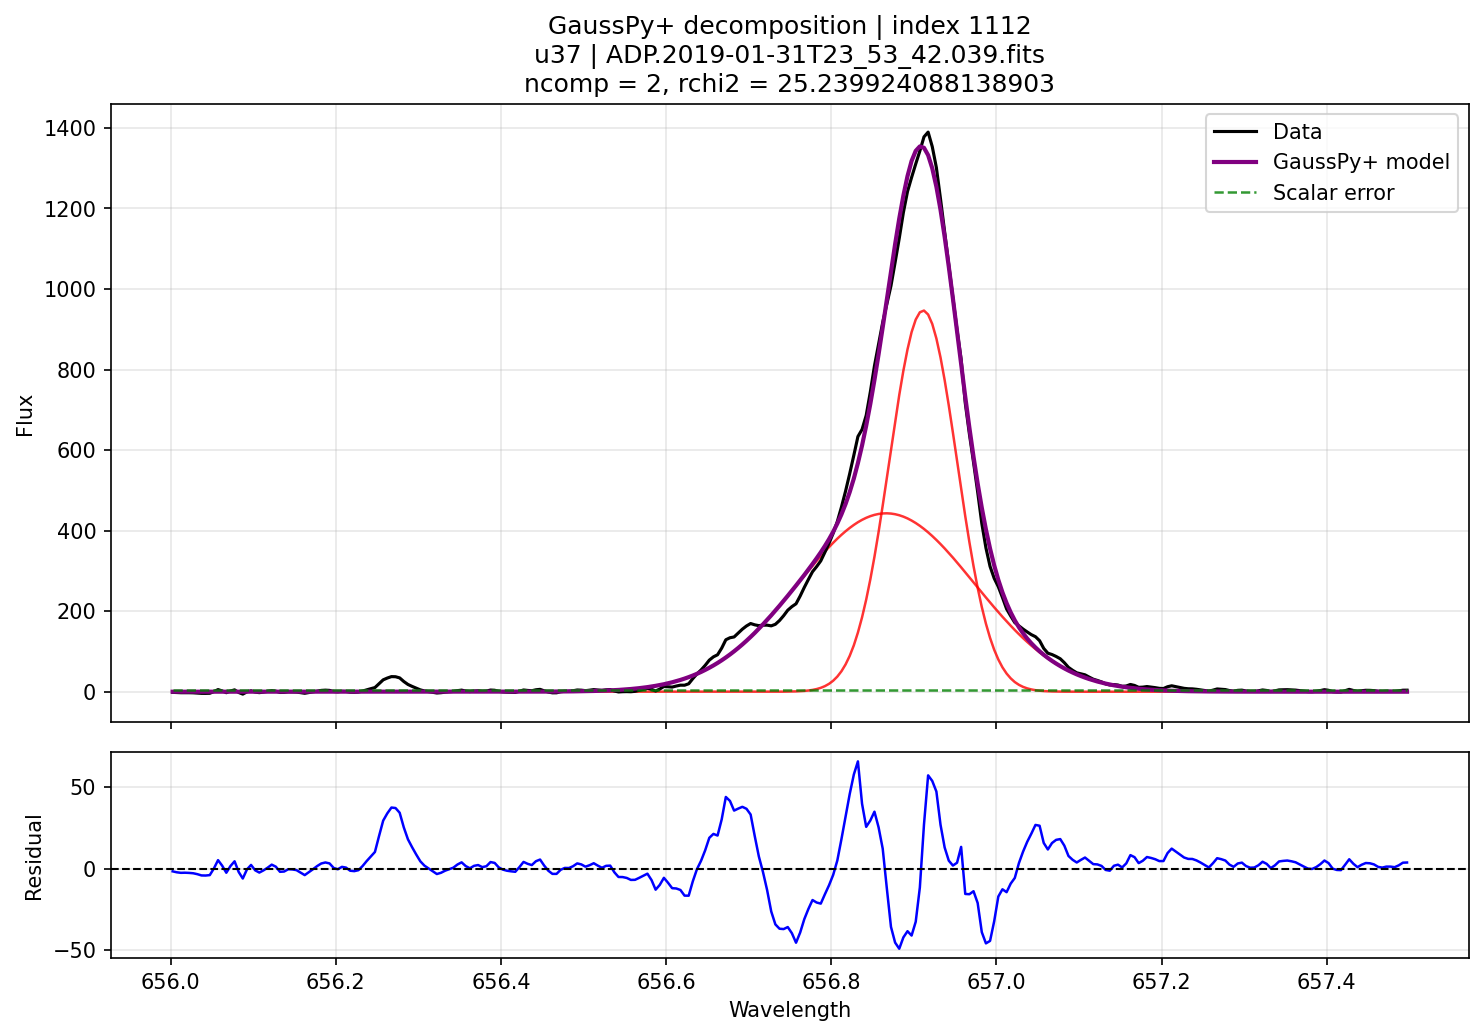 GaussPy+ decomposition | index 1112
u37 | ADP.2019-01-31T23_53_42.039.fits
ncomp = 2, rchi2 = 25.239924088138903
Data
GaussPy+ model
Scalar error
Flux
1400
1200
1000
800
600
400
200
0
Residual
50
0
−50
656.0
656.2
656.4
656.6
656.8
657.0
657.2
657.4
Wavelength